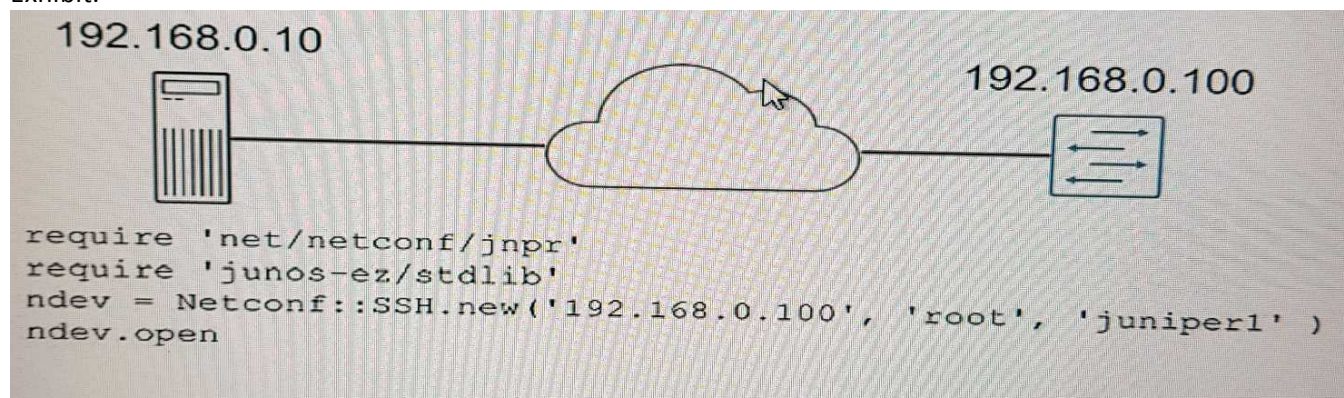 192.168.0.10
192.168.0.100
require 'net/netconf/jnpr'
require 'junos-ez/stdlib'
ndev = Netconf::SSH.new('192.168.0.100', 'root', 'juniper1' )
ndev.open